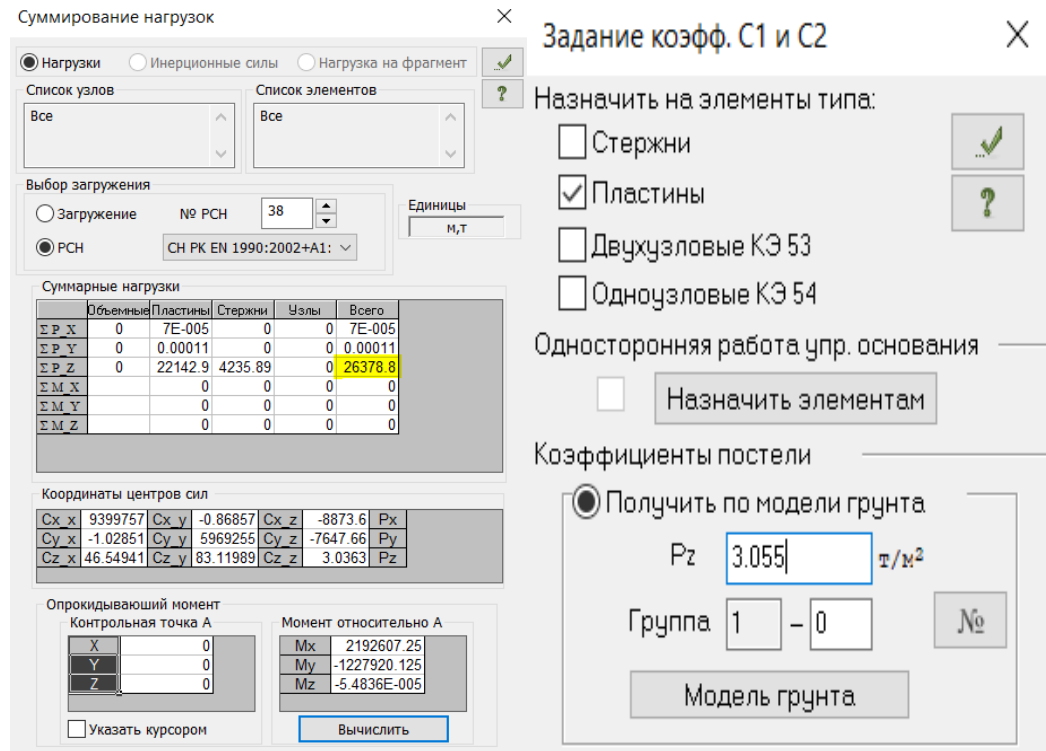 Суммирование нагрузок
Нагрузки Инерционные силы Нагрузка на фрагмент
?
Список узлов Список элементов
Все Все
Выбор загружения
Загружение № РСН 38
РСН СН РК EN 1990:2002+A1:
Единицы
м,т
Суммарные нагрузки
Объемные Пластины Стержни Узлы Всего
ΣP_X 0 7E-005 0 0 7E-005
ΣP_Y 0 0.00011 0 0 0.00011
ΣP_Z 0 22142.9 4235.89 0 26378.8
ΣM_X 0 0 0 0
ΣM_Y 0 0 0 0
ΣM_Z 0 0 0 0
Координаты центров сил
Cx_x 9399757 Cx_y -0.86857 Cx_z -8873.6 Px
Cy_x -1.02851 Cy_y 5969255 Cy_z -7647.66 Py
Cz_x 46.54941 Cz_y 83.11989 Cz_z 3.0363 Pz
Опрокидывающий момент
Контрольная точка А
X 0
Y 0
Z 0
Указать курсором
Момент относительно А
Mx 2192607.25
My -1227920.125
Mz -5.4836E-005
Вычислить
Задание коэфф. С1 и С2
Назначить на элементы типа:
Стержни
Пластины
?
Двухузловые КЭ 53
Одноузловые КЭ 54
Односторонняя работа упр. основания
Назначить элементам
Коэффициенты постели
Получить по модели грунта
Pz 3.055 т/м²
Группа 1 – 0 №
Модель грунта